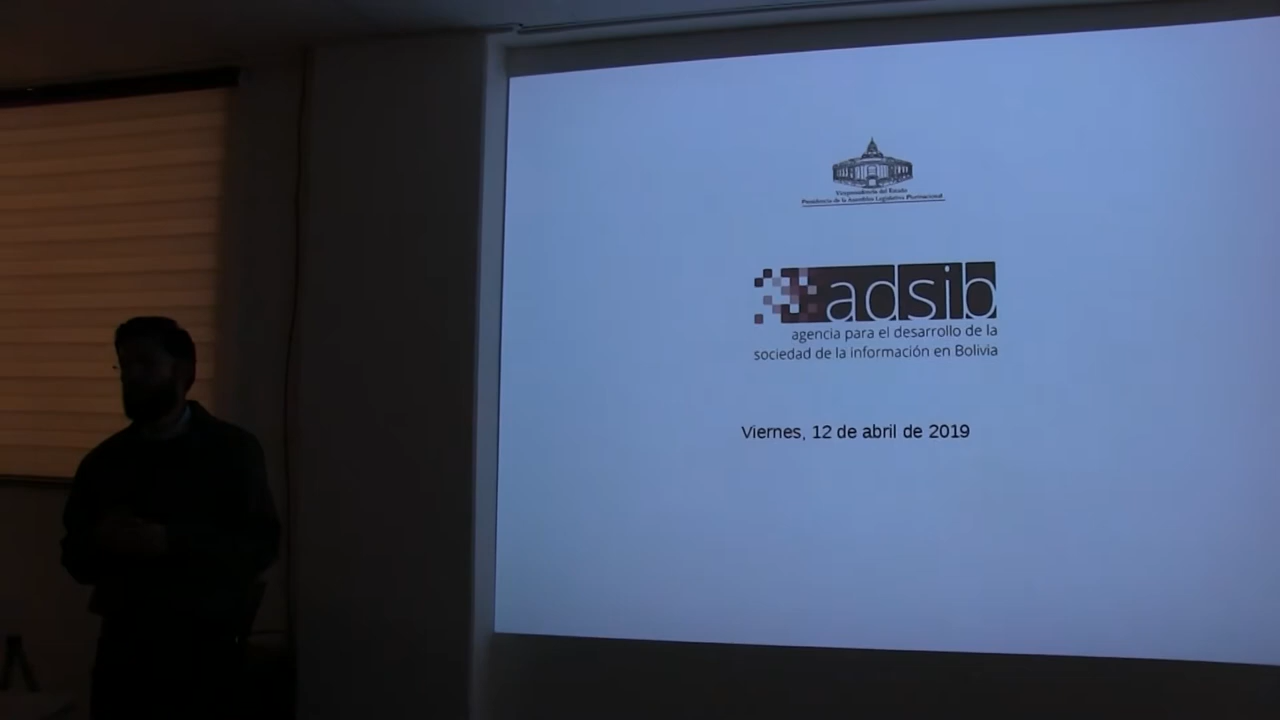 Vicepresidencia del Estado
Presidencia de la Asamblea Legislativa Plurinacional
adsib
agencia para el desarrollo de la
sociedad de la información en Bolivia
Viernes, 12 de abril de 2019